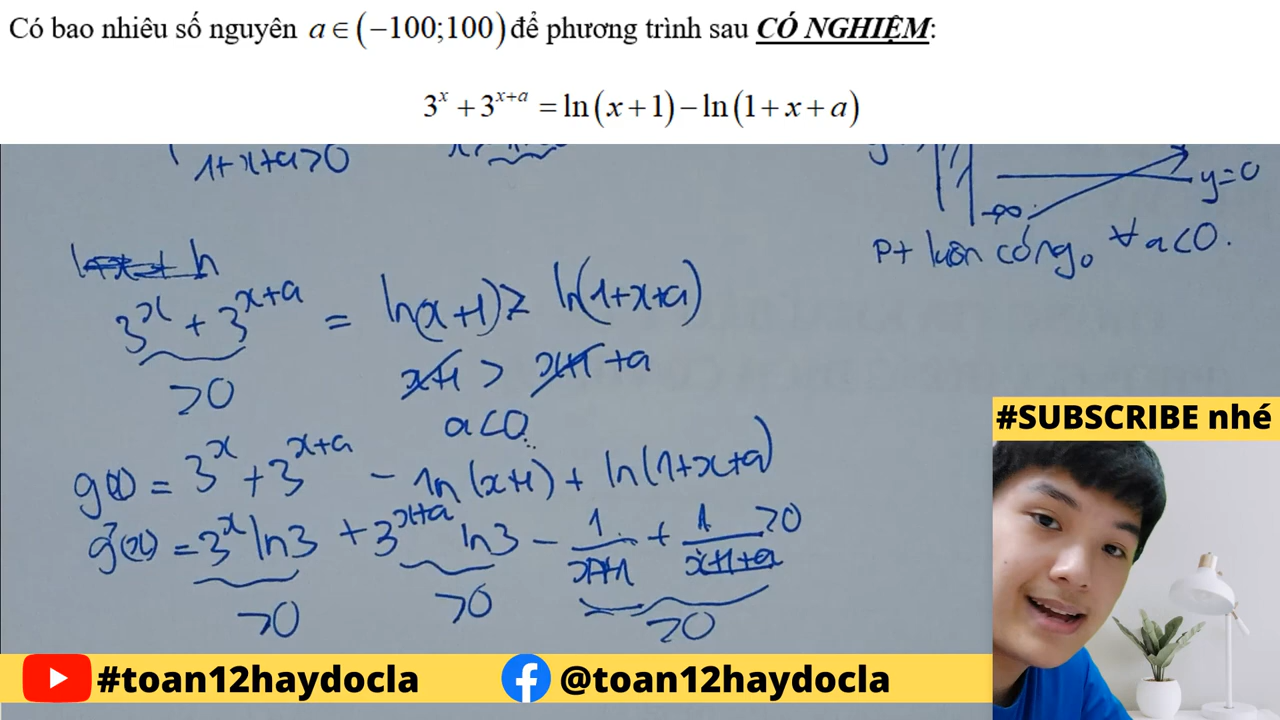 Có bao nhiêu số nguyên a ∈ (−100;100) để phương trình sau CÓ NGHIỆM:
3^x + 3^{x+a} = ln(x+1) − ln(1+x+a)
1+x+a>0
y=0
−∞
Pt luôn có ng₀ ∀a<0.
3^x + 3^{x+a} = ln(x+1) > ln(1+x+a)
>0
x+1 > x+1 + a
a<0
g(x) = 3^x + 3^{x+a} − ln(x+1) + ln(1+x+a)
g'(x) = 3^x ln3 + 3^{x+a} ln3 − 1/(x+1) + 1/(x+1+a) >0
>0 >0 >0
#SUBSCRIBE nhé
#toan12haydocla
@toan12haydocla